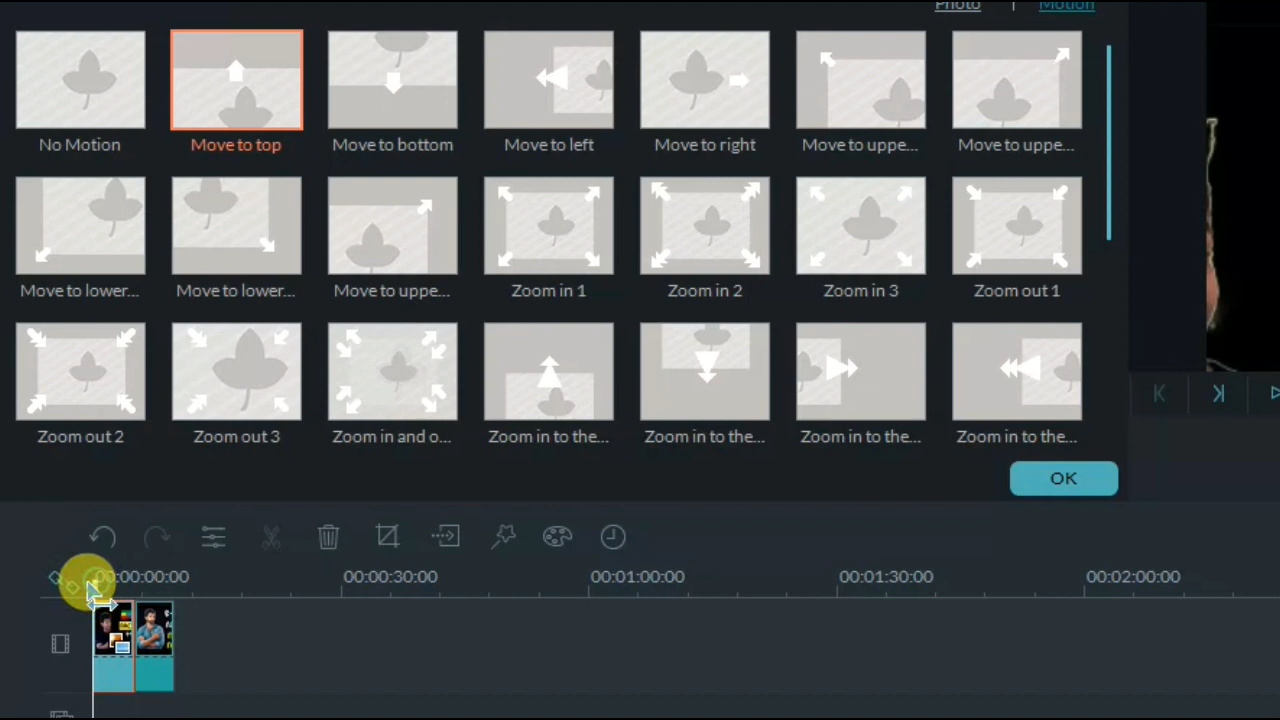 Photo | Motion
No Motion Move to top Move to bottom Move to left Move to right Move to uppe... Move to uppe...
Move to lower... Move to lower... Move to uppe... Zoom in 1 Zoom in 2 Zoom in 3 Zoom out 1
Zoom out 2 Zoom out 3 Zoom in and o... Zoom in to the... Zoom in to the... Zoom in to the... Zoom in to the...
OK
00:00:00:00 00:00:30:00 00:01:00:00 00:01:30:00 00:02:00:00